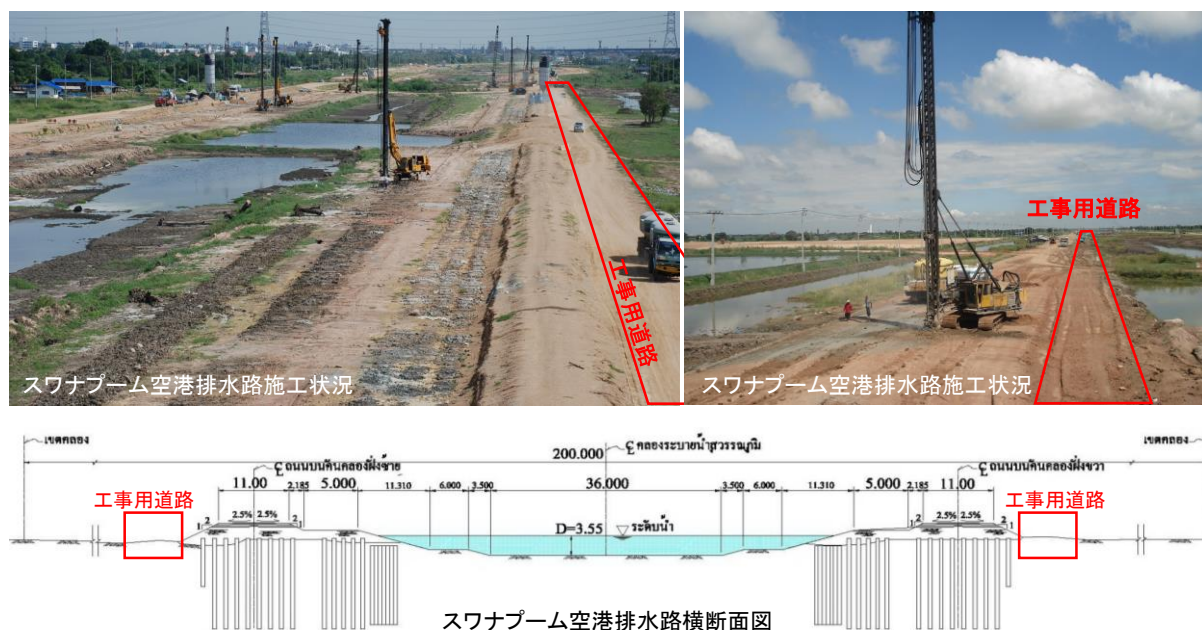 工事用道路
スワナプーム空港排水路施工状況
工事用道路
スワナプーム空港排水路施工状況
เขตคลอง
℄ คลองระบายน้ำสุวรรณภูมิ
เขตคลอง
200.000
℄ ถนนบนคันคลองฝั่งซ้าย
℄ ถนนบนคันคลองฝั่งขวา
工事用道路
11.00 2.185 5.000 11.310 6.000 3.500 36.000 3.500 6.000 11.310 5.000 2.185 11.00
工事用道路
1 2 2.5% 2.5% 2 1
D=3.55 ระดับน้ำ
1 2 2.5% 2.5% 2 1
スワナプーム空港排水路横断面図